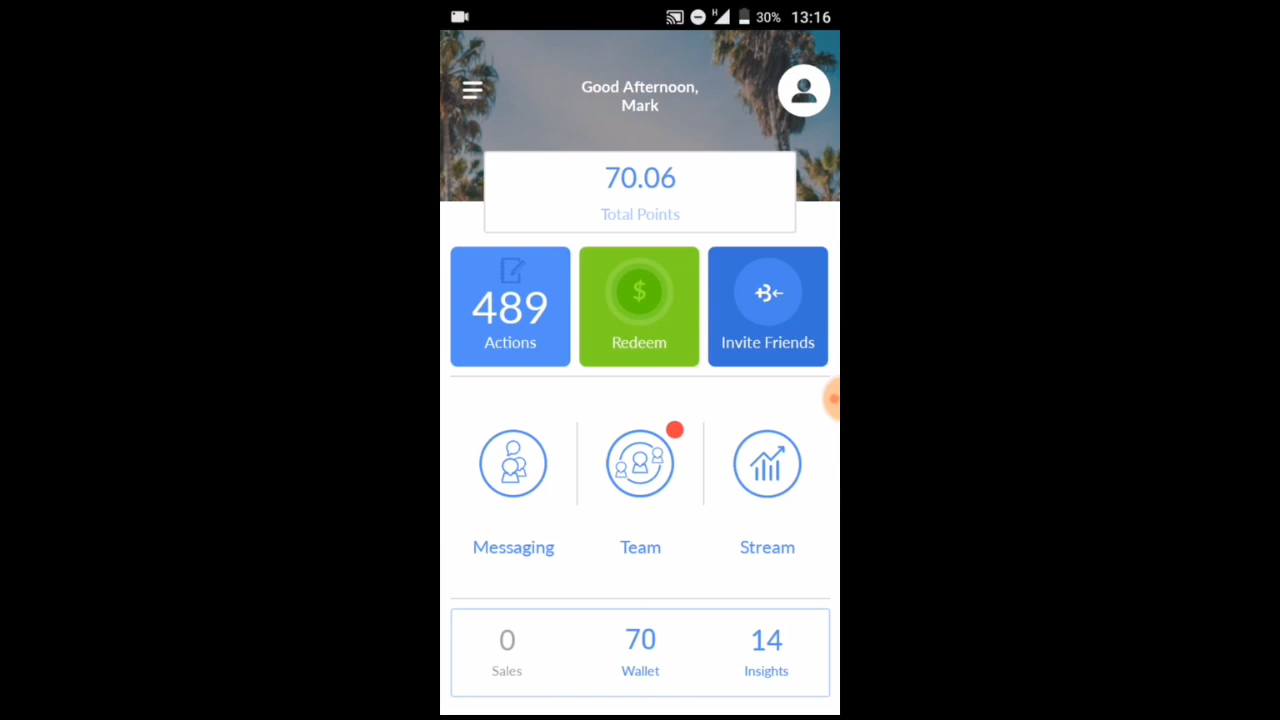 H 30% 13:16
Good Afternoon,
Mark
70.06
Total Points
489
Actions
$
Redeem
Invite Friends
Messaging
Team
Stream
0
Sales
70
Wallet
14
Insights